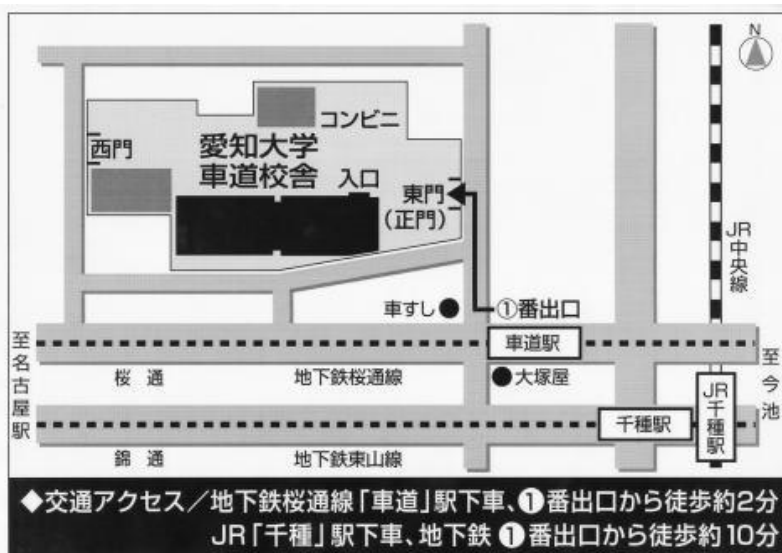 N
コンビニ
西門
愛知大学
車道校舎
入口
東門
(正門)
JR中央線
車すし
①番出口
至名古屋駅
車道駅
至今池
桜通
地下鉄桜通線
大塚屋
JR千種駅
千種駅
錦通
地下鉄東山線
◆交通アクセス／地下鉄桜通線「車道」駅下車、❶番出口から徒歩約2分
JR「千種」駅下車、地下鉄❶番出口から徒歩約10分